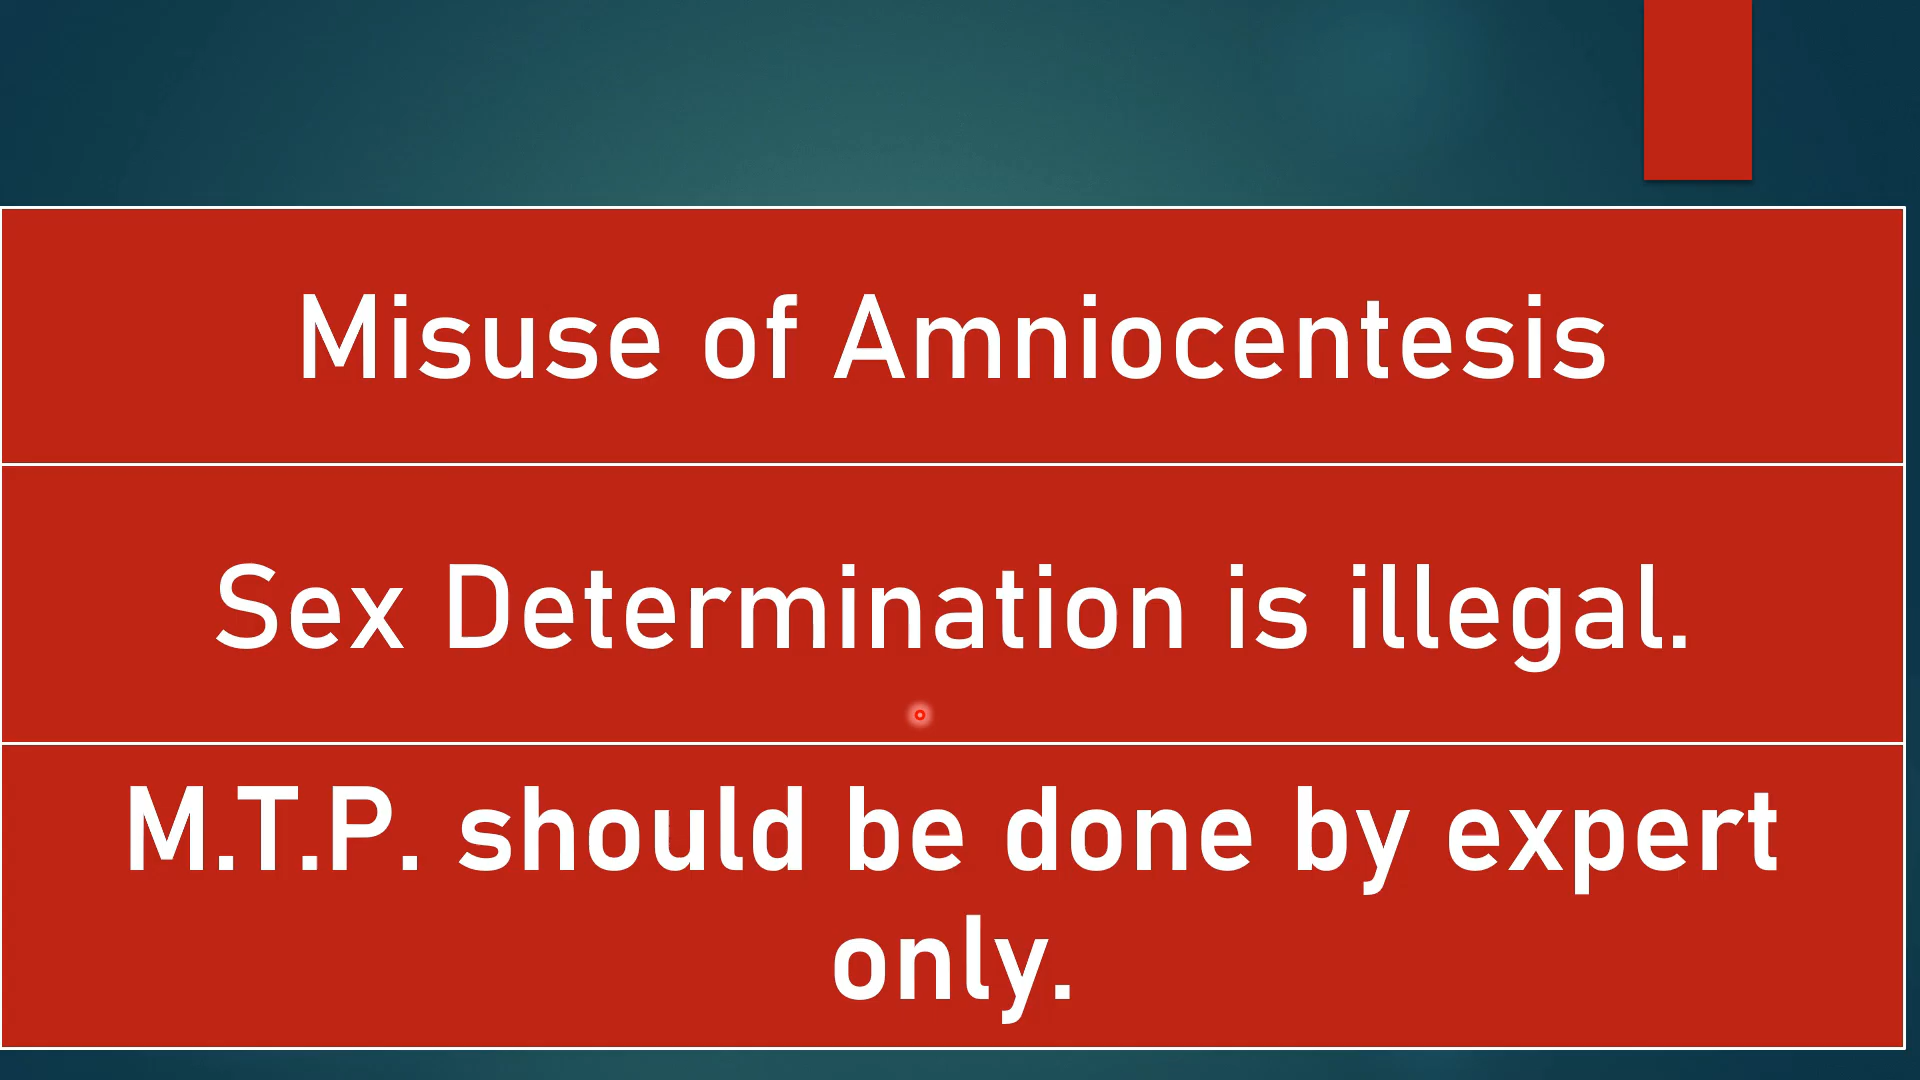 Misuse of Amniocentesis
Sex Determination is illegal.
M.T.P. should be done by expert
only.